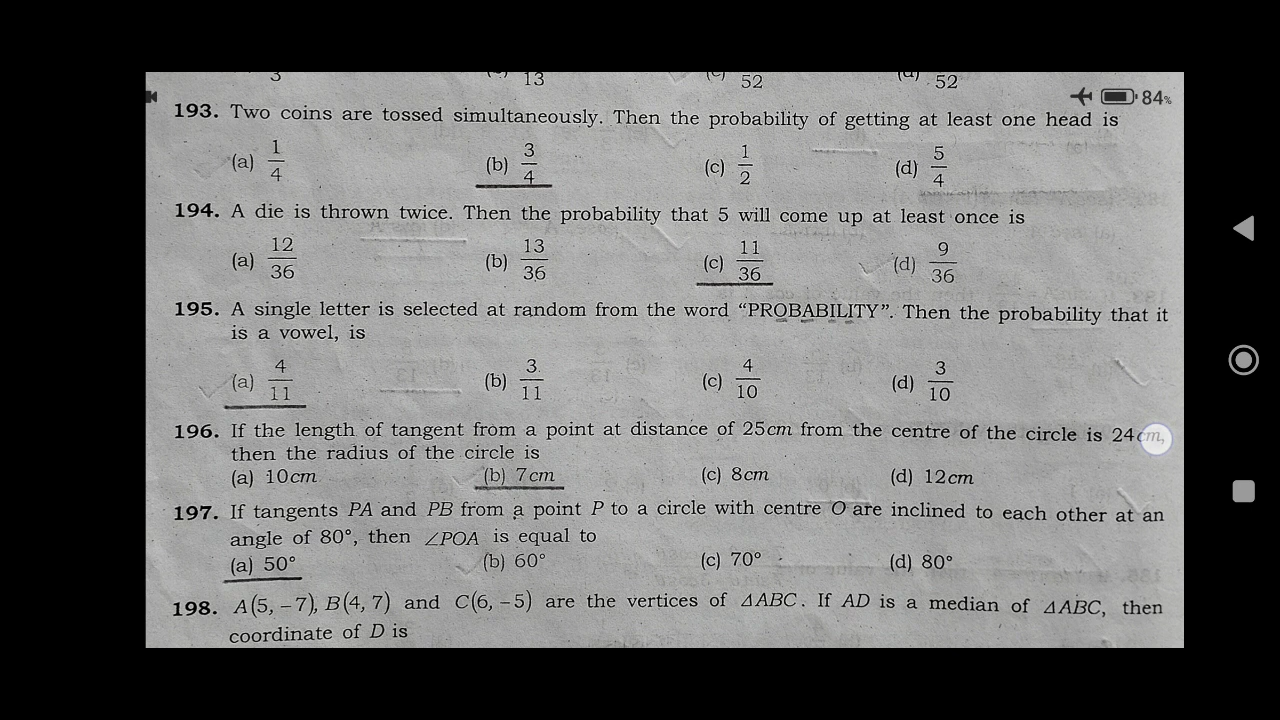 3 13 (c) 52 (d) 52
84%
193. Two coins are tossed simultaneously. Then the probability of getting at least one head is
(a) 1/4 (b) 3/4 (c) 1/2 (d) 5/4
194. A die is thrown twice. Then the probability that 5 will come up at least once is
(a) 12/36 (b) 13/36 (c) 11/36 (d) 9/36
195. A single letter is selected at random from the word “PROBABILITY”. Then the probability that it
is a vowel, is
(a) 4/11 (b) 3/11 (c) 4/10 (d) 3/10
196. If the length of tangent from a point at distance of 25cm from the centre of the circle is 24cm,
then the radius of the circle is
(a) 10cm (b) 7cm (c) 8cm (d) 12cm
197. If tangents PA and PB from a point P to a circle with centre O are inclined to each other at an
angle of 80°, then ∠POA is equal to
(a) 50° (b) 60° (c) 70° (d) 80°
198. A(5, –7), B(4, 7) and C(6, –5) are the vertices of ΔABC. If AD is a median of ΔABC, then
coordinate of D is